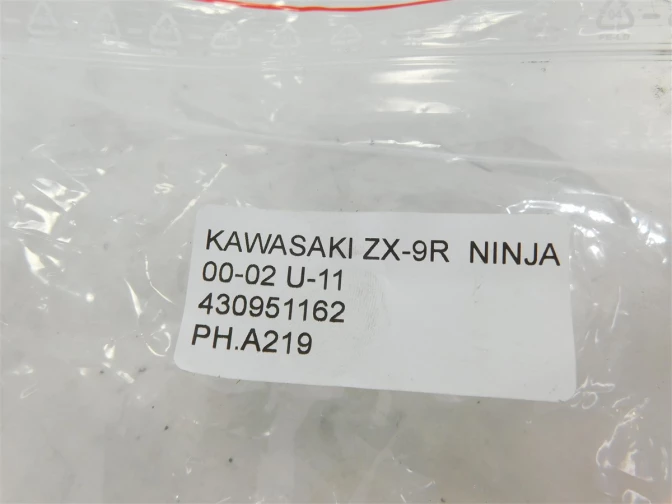 KAWASAKI ZX-9R NINJA
00-02 U-11
430951162
PH.A219